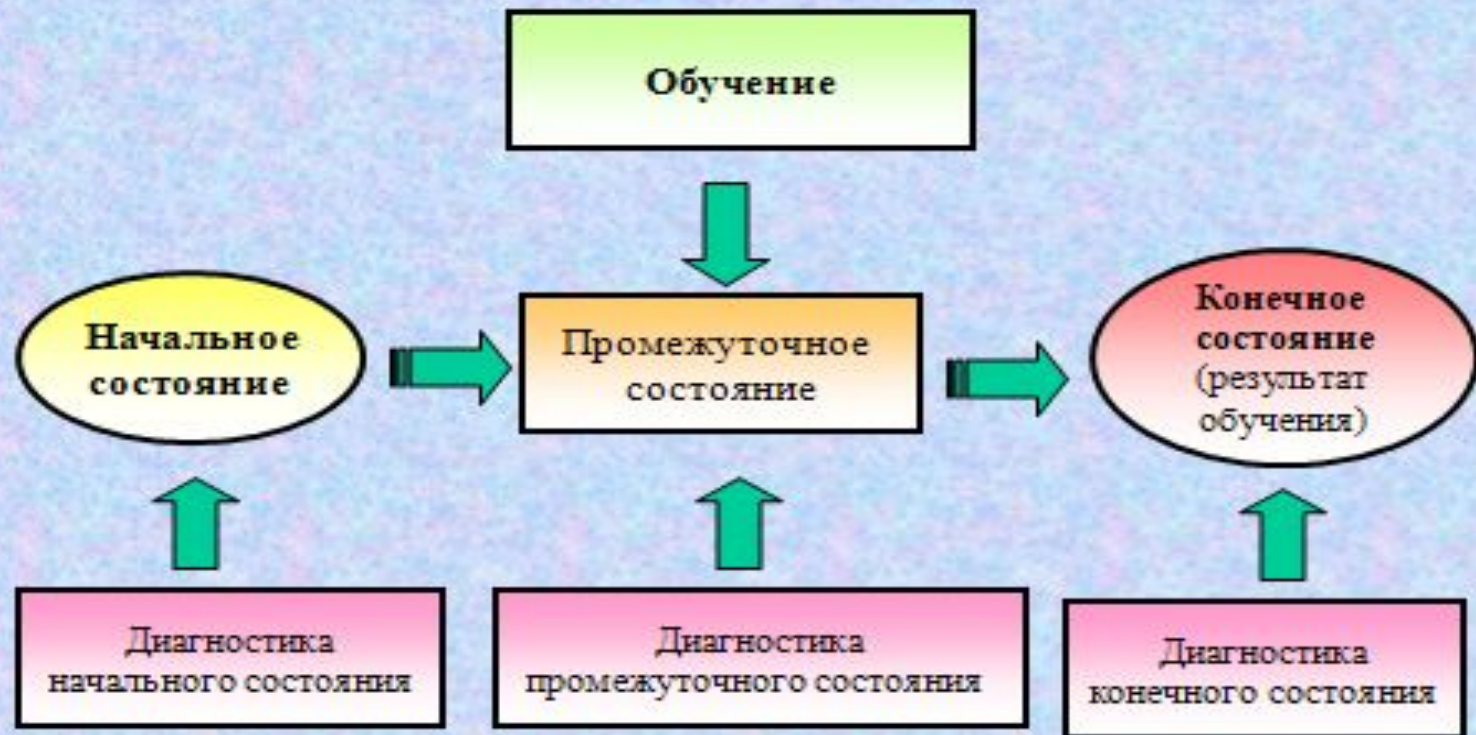 Обучение
Начальное
состояние
Промежуточное
состояние
Конечное
состояние
(результат
обучения)
Диагностика
начального состояния
Диагностика
промежуточного состояния
Диагностика
конечного состояния